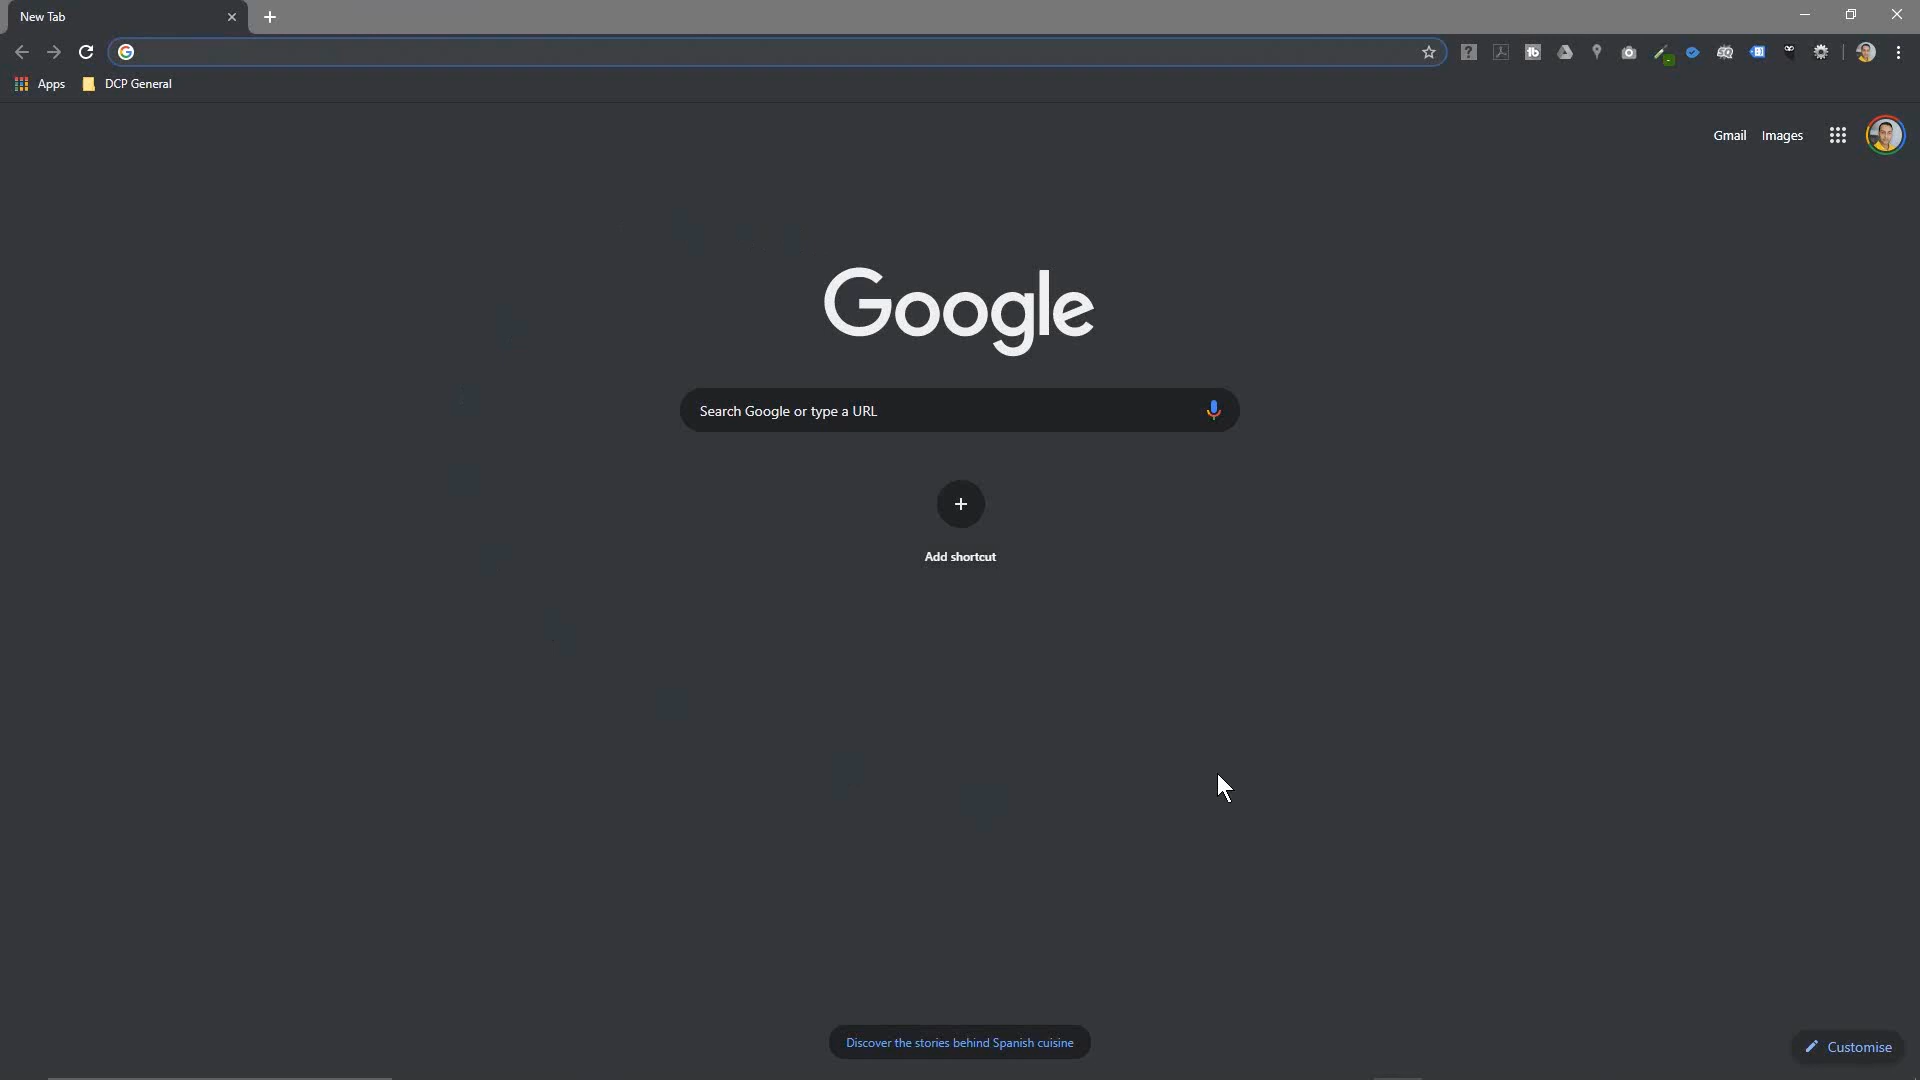 New Tab
Apps
DCP General
Gmail
Images
Google
Search Google or type a URL
Add shortcut
Discover the stories behind Spanish cuisine
Customise